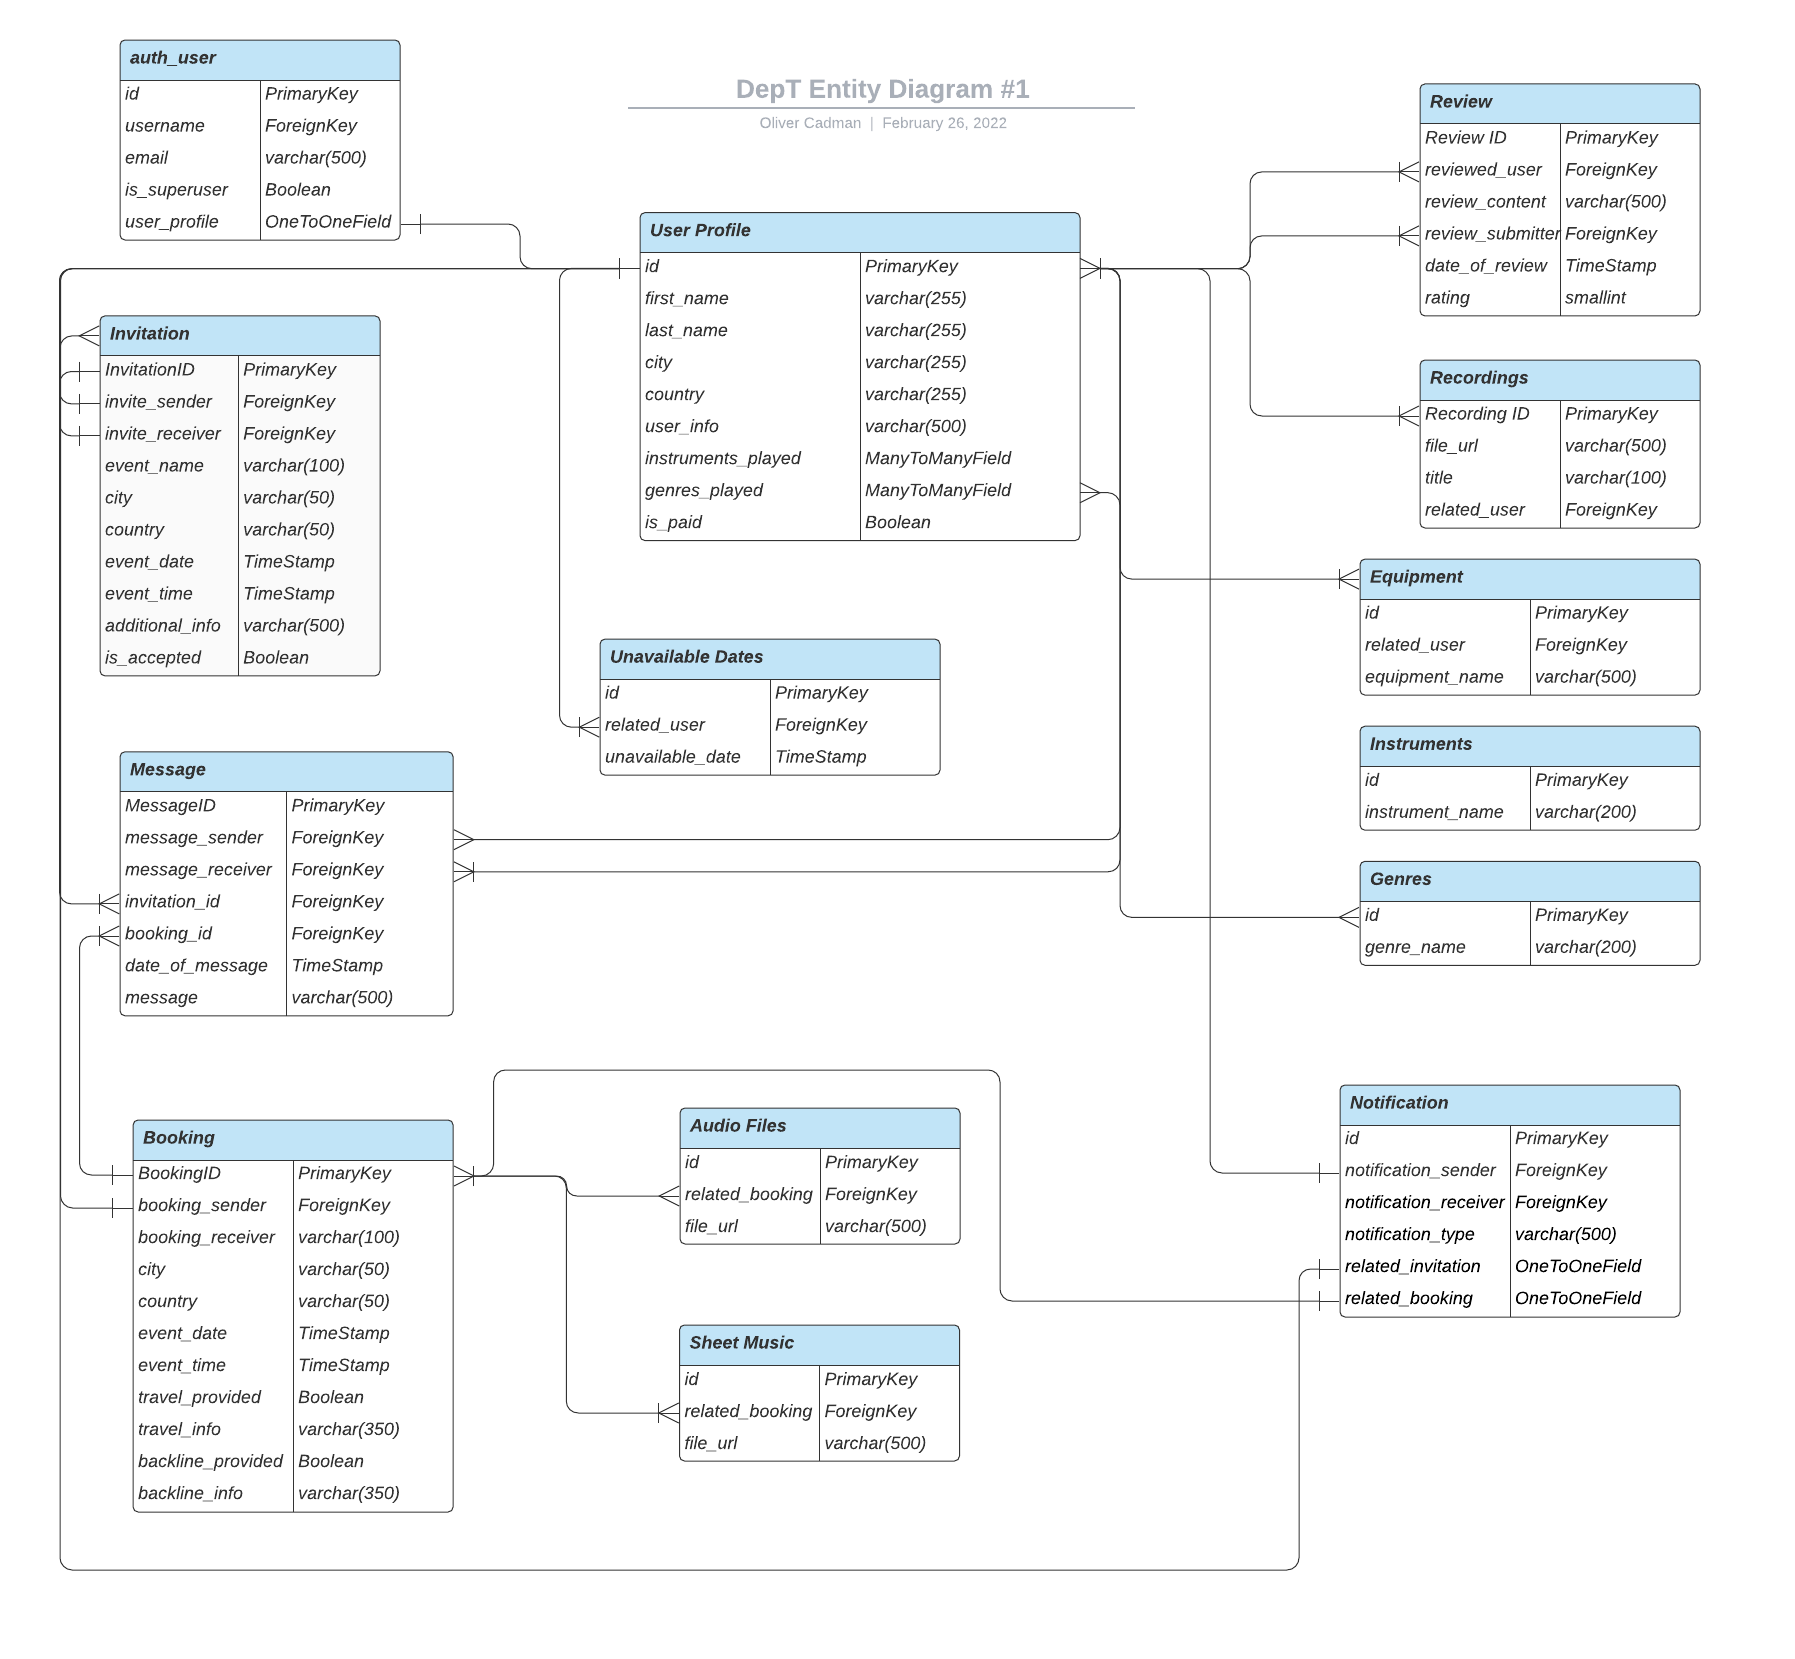 DepT Entity Diagram #1
Oliver Cadman | February 26, 2022
auth_user
id PrimaryKey
username ForeignKey
email varchar(500)
is_superuser Boolean
user_profile OneToOneField
User Profile
id PrimaryKey
first_name varchar(255)
last_name varchar(255)
city varchar(255)
country varchar(255)
user_info varchar(500)
instruments_played ManyToManyField
genres_played ManyToManyField
is_paid Boolean
Review
Review ID PrimaryKey
reviewed_user ForeignKey
review_content varchar(500)
review_submitter ForeignKey
date_of_review TimeStamp
rating smallint
Invitation
InvitationID PrimaryKey
invite_sender ForeignKey
invite_receiver ForeignKey
event_name varchar(100)
city varchar(50)
country varchar(50)
event_date TimeStamp
event_time TimeStamp
additional_info varchar(500)
is_accepted Boolean
Recordings
Recording ID PrimaryKey
file_url varchar(500)
title varchar(100)
related_user ForeignKey
Equipment
id PrimaryKey
related_user ForeignKey
equipment_name varchar(500)
Unavailable Dates
id PrimaryKey
related_user ForeignKey
unavailable_date TimeStamp
Instruments
id PrimaryKey
instrument_name varchar(200)
Message
MessageID PrimaryKey
message_sender ForeignKey
message_receiver ForeignKey
invitation_id ForeignKey
booking_id ForeignKey
date_of_message TimeStamp
message varchar(500)
Genres
id PrimaryKey
genre_name varchar(200)
Booking
BookingID PrimaryKey
booking_sender ForeignKey
booking_receiver varchar(100)
city varchar(50)
country varchar(50)
event_date TimeStamp
event_time TimeStamp
travel_provided Boolean
travel_info varchar(350)
backline_provided Boolean
backline_info varchar(350)
Audio Files
id PrimaryKey
related_booking ForeignKey
file_url varchar(500)
Sheet Music
id PrimaryKey
related_booking ForeignKey
file_url varchar(500)
Notification
id PrimaryKey
notification_sender ForeignKey
notification_receiver ForeignKey
notification_type varchar(500)
related_invitation OneToOneField
related_booking OneToOneField